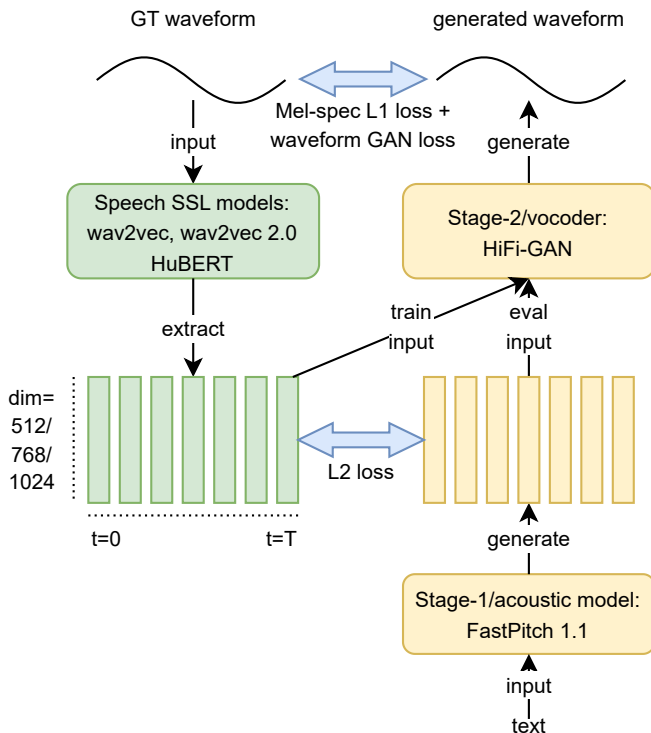 GT waveform
generated waveform
Mel-spec L1 loss +
waveform GAN loss
input
generate
Speech SSL models:
wav2vec, wav2vec 2.0
HuBERT
Stage-2/vocoder:
HiFi-GAN
extract
train
input
eval
input
dim=
512/
768/
1024
L2 loss
t=0
t=T
generate
Stage-1/acoustic model:
FastPitch 1.1
input
text